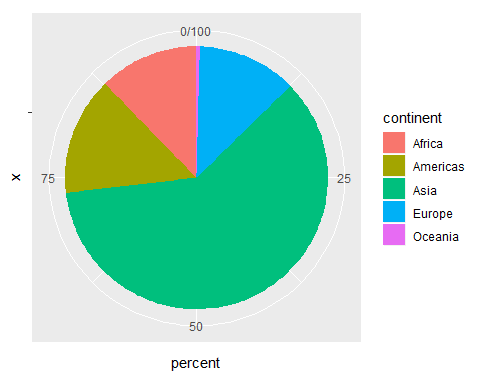 0/100
25
50
75
x
percent
continent
Africa
Americas
Asia
Europe
Oceania